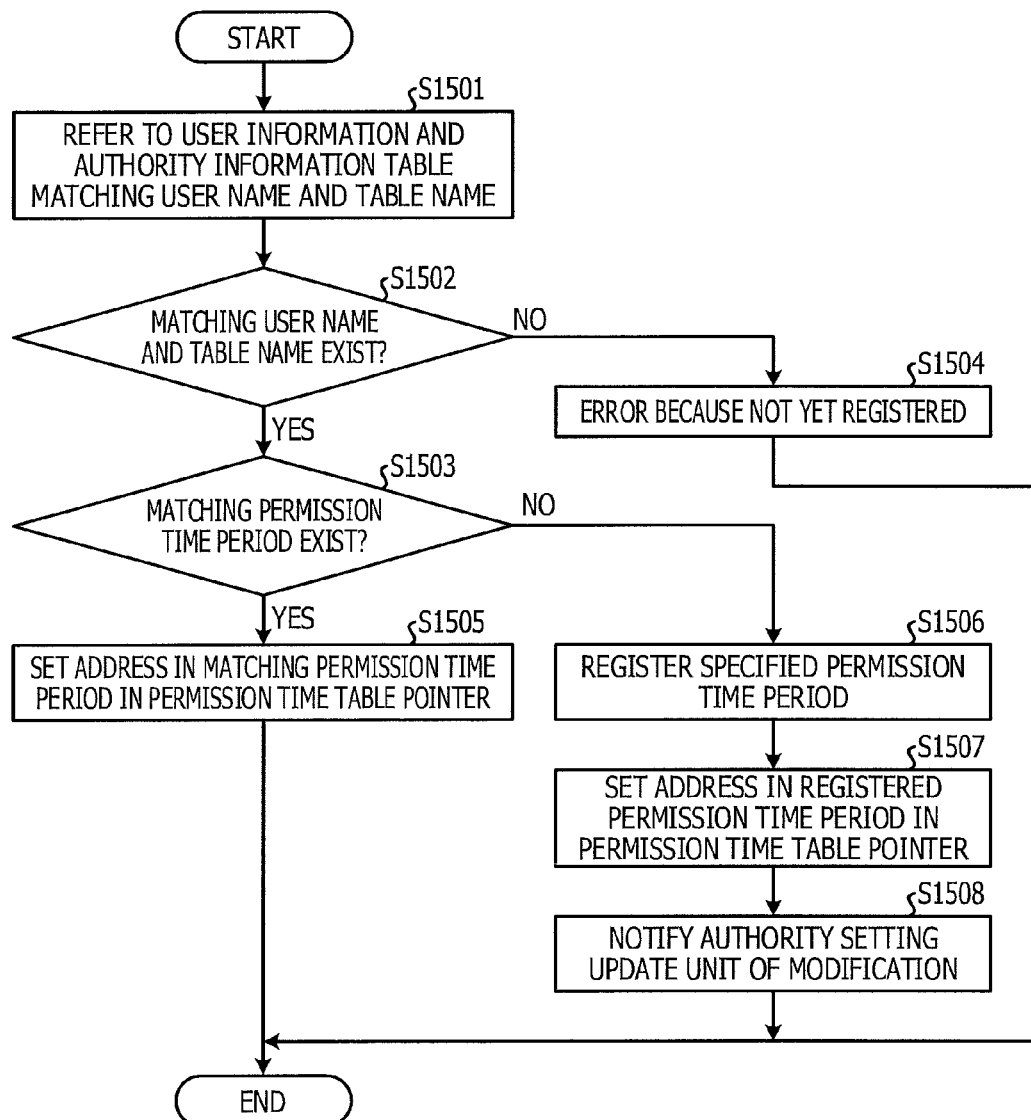 START
S1501
REFER TO USER INFORMATION AND
AUTHORITY INFORMATION TABLE
MATCHING USER NAME AND TABLE NAME
S1502
MATCHING USER NAME
AND TABLE NAME EXIST?
NO
YES
S1504
ERROR BECAUSE NOT YET REGISTERED
S1503
MATCHING PERMISSION
TIME PERIOD EXIST?
NO
YES
S1505
SET ADDRESS IN MATCHING PERMISSION TIME
PERIOD IN PERMISSION TIME TABLE POINTER
S1506
REGISTER SPECIFIED PERMISSION
TIME PERIOD
S1507
SET ADDRESS IN REGISTERED
PERMISSION TIME PERIOD IN
PERMISSION TIME TABLE POINTER
S1508
NOTIFY AUTHORITY SETTING
UPDATE UNIT OF MODIFICATION
END